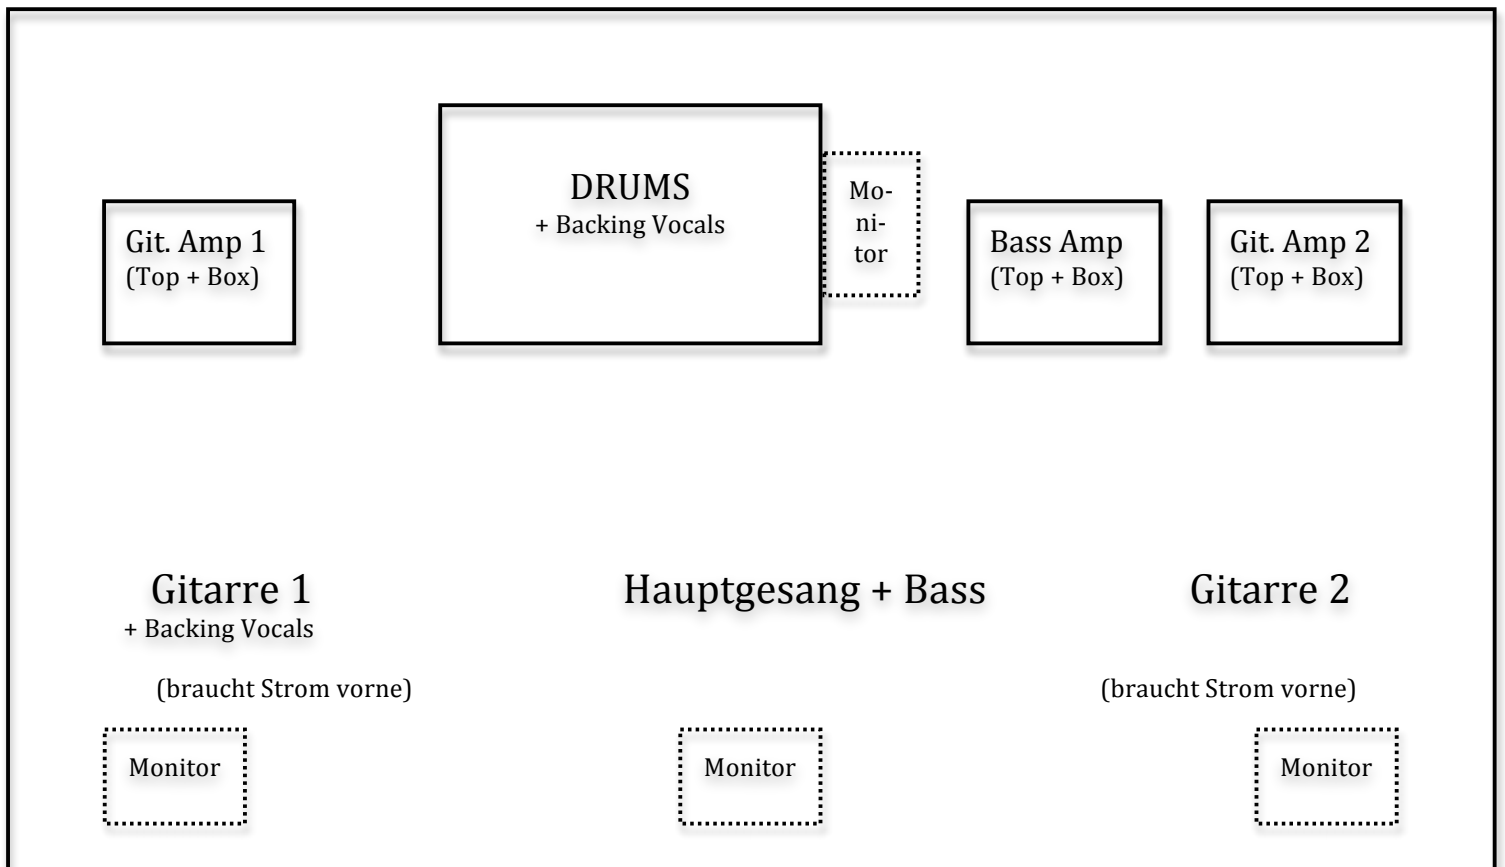 DRUMS
+ Backing Vocals
Mo-
ni-
tor
Git. Amp 1
(Top + Box)
Bass Amp
(Top + Box)
Git. Amp 2
(Top + Box)
Gitarre 1
+ Backing Vocals
(braucht Strom vorne)
Hauptgesang + Bass
Gitarre 2
(braucht Strom vorne)
Monitor
Monitor
Monitor